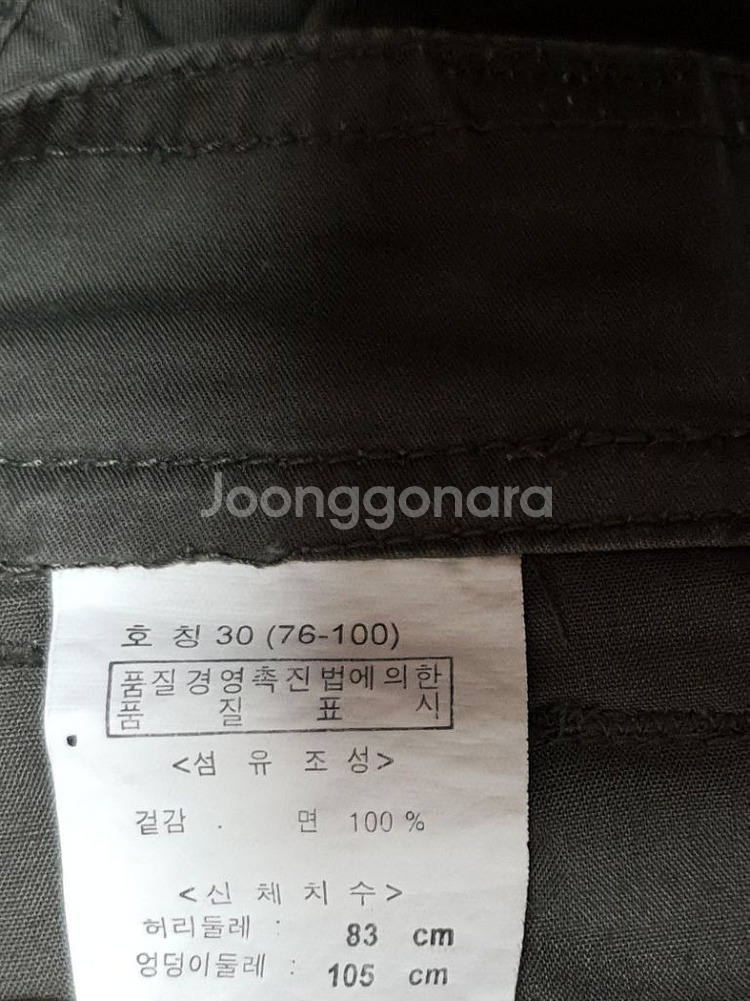 Joonggonara
호 칭 30 (76-100)
품질경영촉진법에의한
품 질 표 시
<섬 유 조 성>
겉감 . 면 100 %
<신 체 치 수>
허리둘레 : 83 cm
엉덩이둘레 : 105 cm